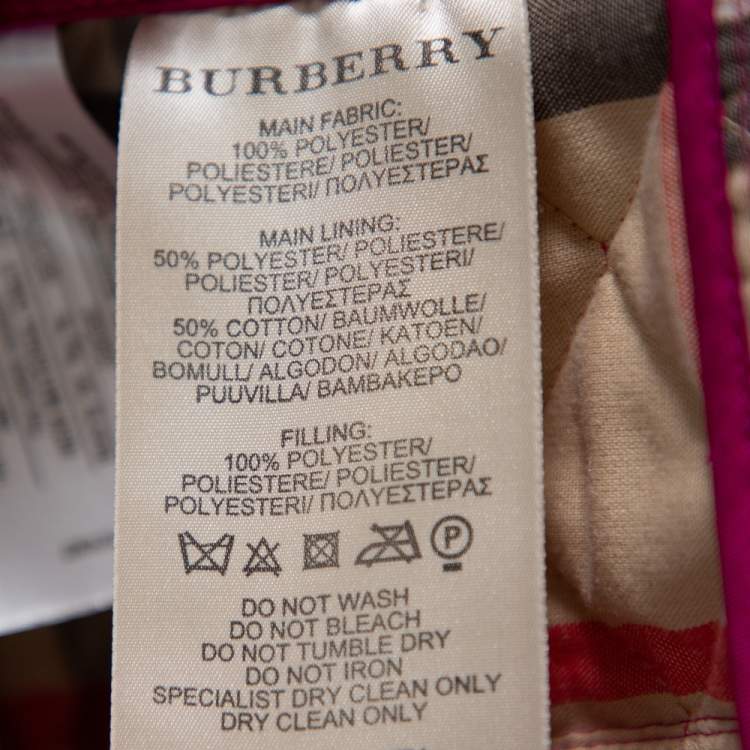 BURBERRY
MAIN FABRIC:
100% POLYESTER/
POLIESTERE/ POLIESTER/
POLYESTERI/ ΠΟΛΥΕΣΤΕΡΑΣ
MAIN LINING:
50% POLYESTER/ POLIESTERE/
POLIESTER/ POLYESTERI/
ΠΟΛΥΕΣΤΕΡΑΣ
50% COTTON/ BAUMWOLLE/
COTON/ COTONE/ KATOEN/
BOMULL/ ALGODON/ ALGODAO/
PUUVILLA/ ΒΑΜΒΑΚΕΡΟ
FILLING:
100% POLYESTER/
POLIESTERE/ POLIESTER/
POLYESTERI/ ΠΟΛΥΕΣΤΕΡΑΣ
P
DO NOT WASH
DO NOT BLEACH
DO NOT TUMBLE DRY
DO NOT IRON
SPECIALIST DRY CLEAN ONLY
DRY CLEAN ONLY